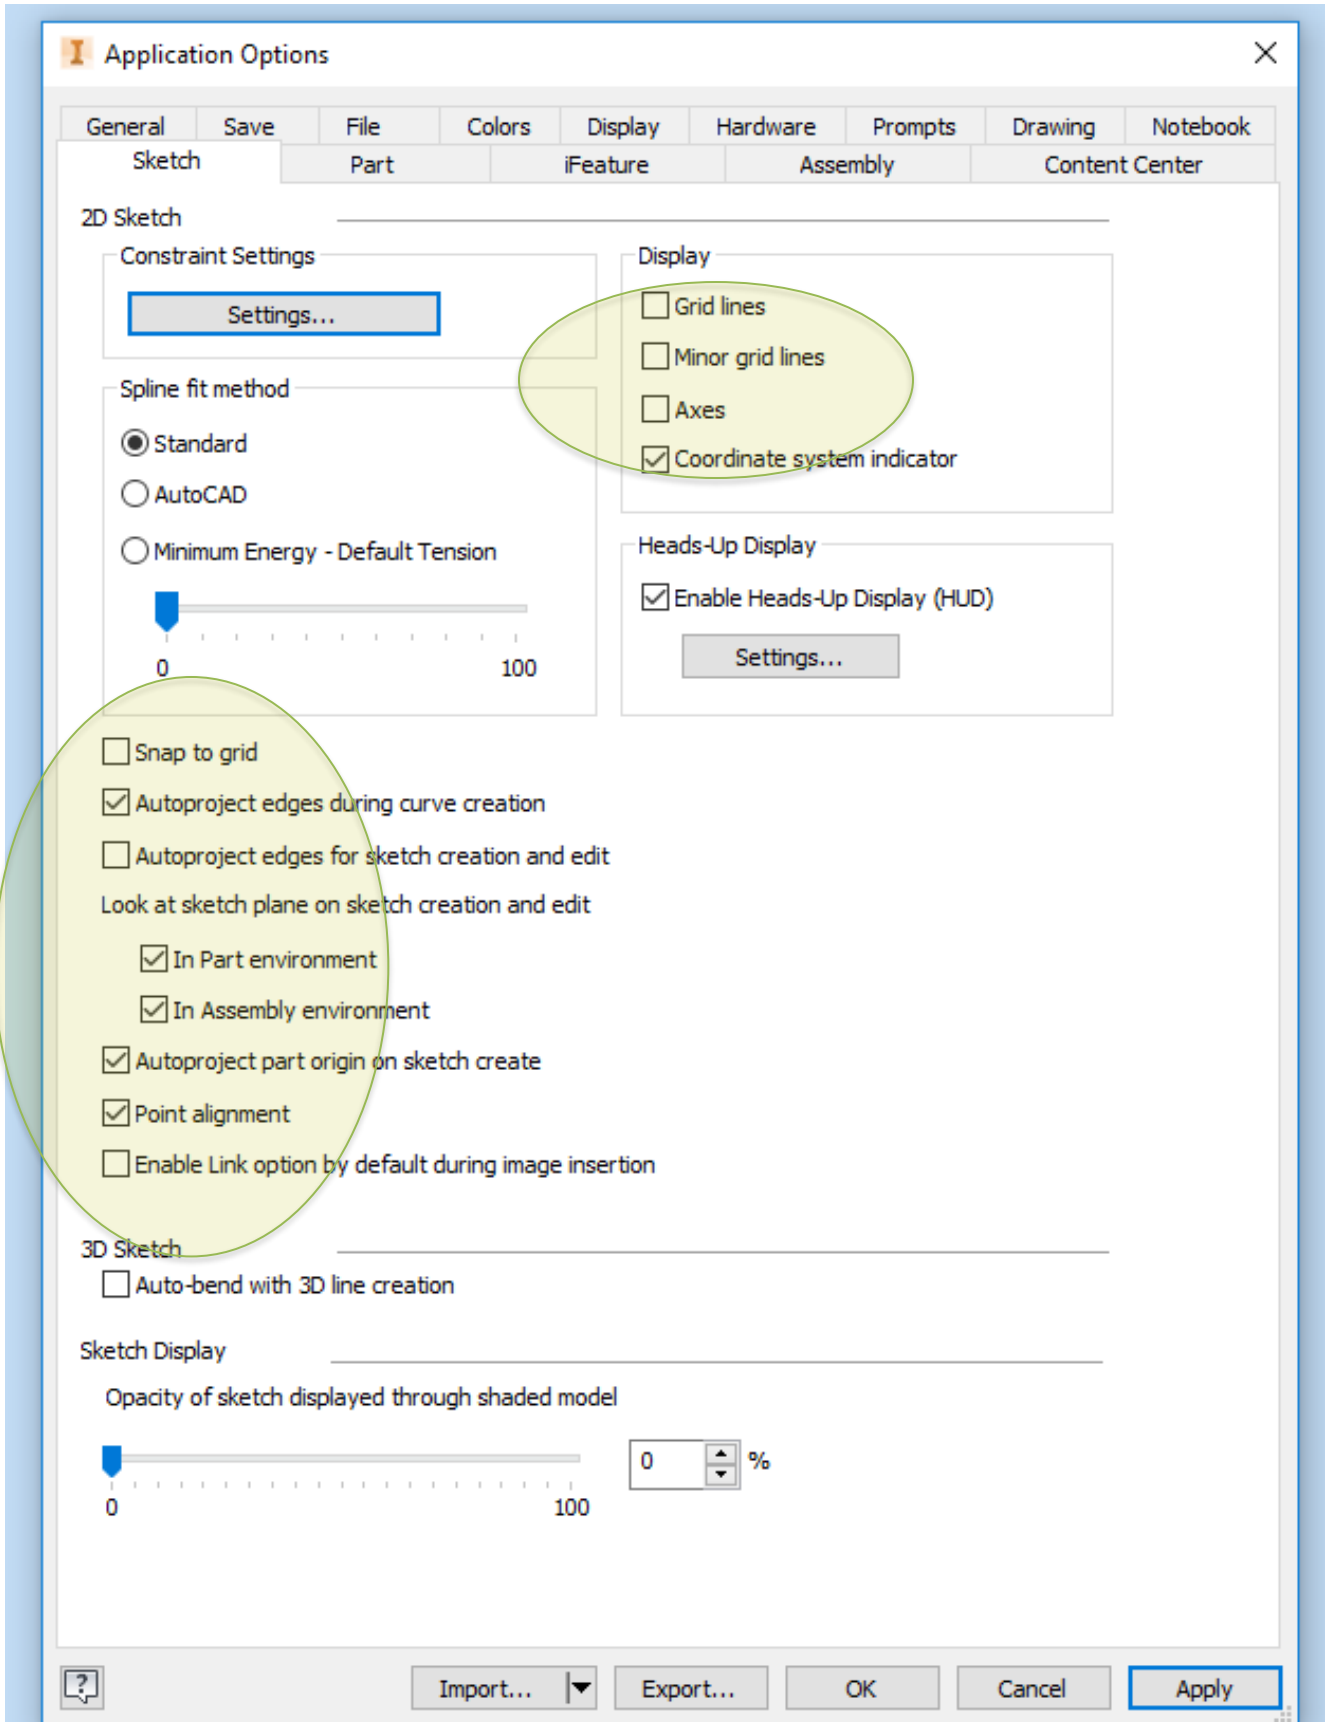 Application Options
General Save File Colors Display Hardware Prompts Drawing Notebook
Sketch Part iFeature Assembly Content Center
2D Sketch
Constraint Settings
Settings...
Display
Grid lines
Minor grid lines
Axes
Coordinate system indicator
Spline fit method
Standard
AutoCAD
Minimum Energy - Default Tension
0 100
Heads-Up Display
Enable Heads-Up Display (HUD)
Settings...
Snap to grid
Autoproject edges during curve creation
Autoproject edges for sketch creation and edit
Look at sketch plane on sketch creation and edit
In Part environment
In Assembly environment
Autoproject part origin on sketch create
Point alignment
Enable Link option by default during image insertion
3D Sketch
Auto-bend with 3D line creation
Sketch Display
Opacity of sketch displayed through shaded model
0 %
0 100
Import... Export... OK Cancel Apply